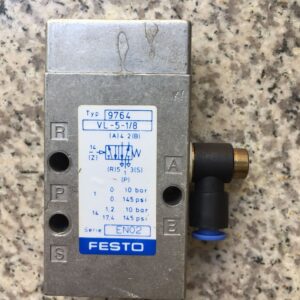 Typ 9764
VL-5-1/8
(A)4 2(B)
14
(Z)
(R)5 3(S)
1
(P)
R
P
S
A
B
1 0 10 bar
0. 145 psi
14 1.2 10 bar
17.4 145 psi
Serie EN02
FESTO